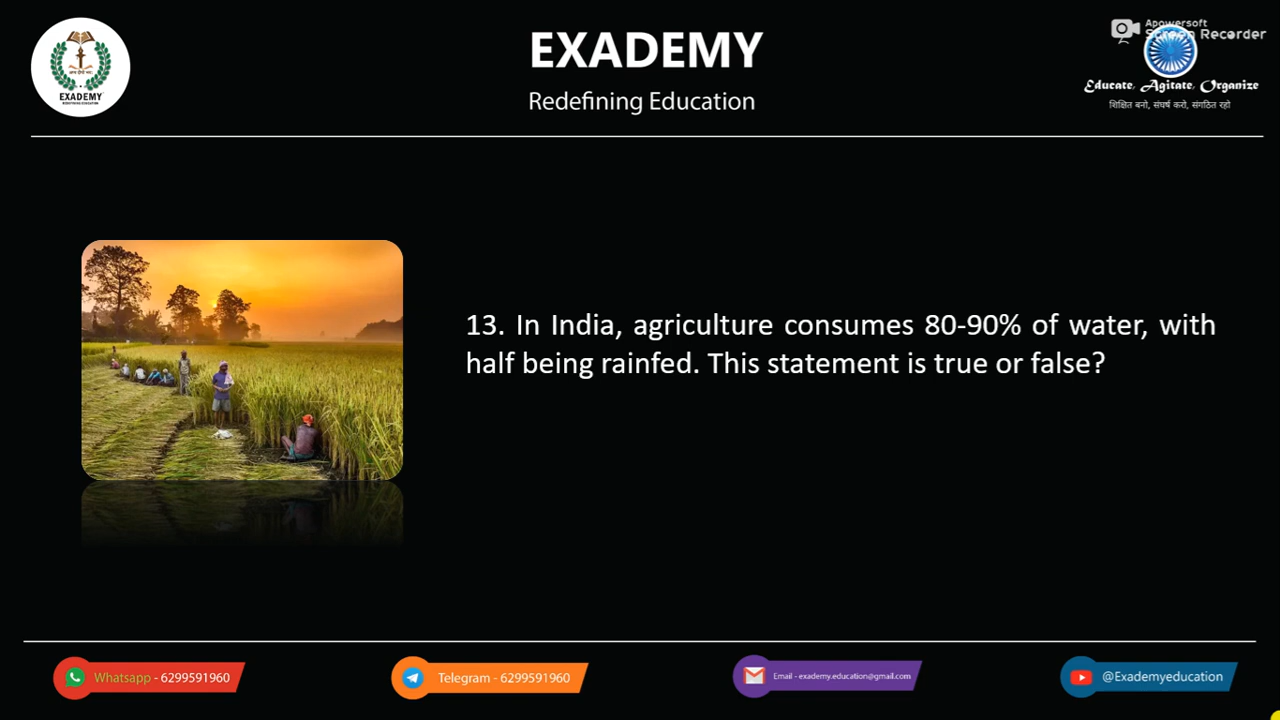 EXADEMY
Redefining Education
EXADEMY
REDEFINING EDUCATION
Apowersoft
Screen Recorder
Educate, Agitate, Organize
शिक्षित बनो, संघर्ष करो, संगठित रहो
13. In India, agriculture consumes 80-90% of water, with
half being rainfed. This statement is true or false?
Whatsapp - 6299591960
Telegram - 6299591960
Email - exademy.education@gmail.com
@Exademyeducation